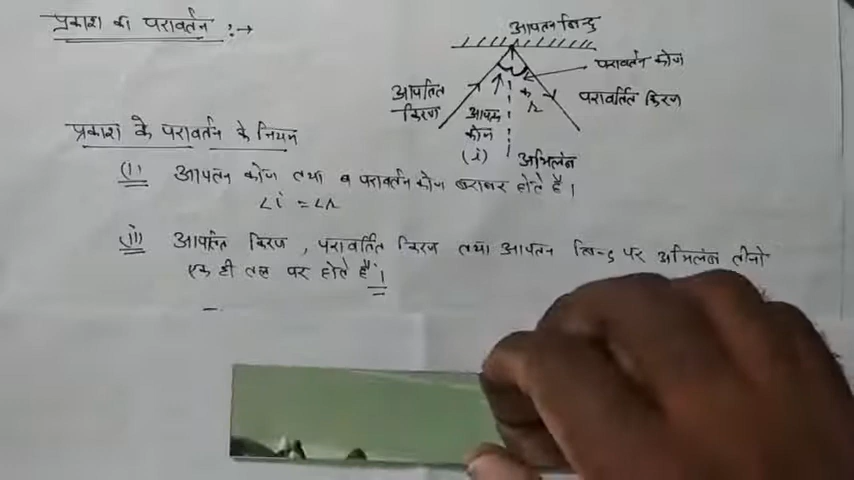 प्रकाश का परावर्तन :→
आपतन बिन्दु
परावर्तन कोण
आपतित
किरण
आपतन
कोण
(i)
r
परावर्तित किरण
अभिलंब
प्रकाश के परावर्तन के नियम
(i) आपतन कोण तथा व परावर्तन कोण बराबर होते है।
∠i = ∠r
(ii) आपतित किरण, परावर्तित किरण तथा आपतन बिन्दु पर अभिलंब तीनो
एक ही तल पर होते है।